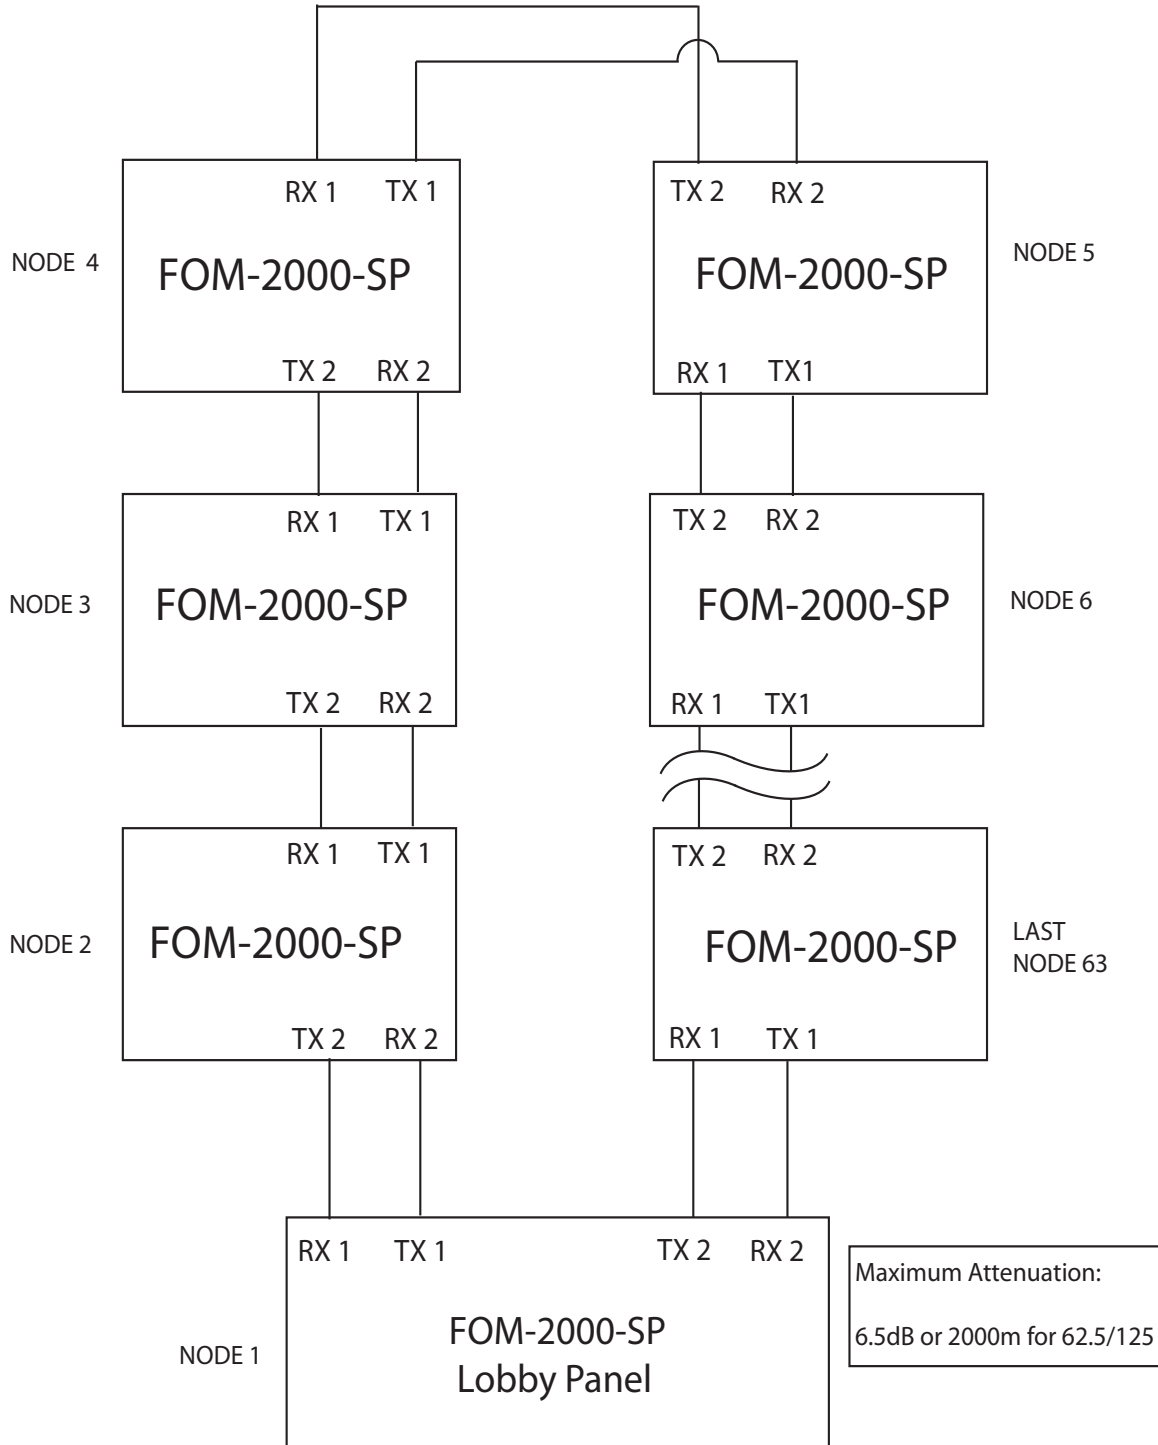 RX 1 TX 1
TX 2 RX 2
NODE 4
FOM-2000-SP
FOM-2000-SP
NODE 5
TX 2 RX 2
RX 1 TX1
RX 1 TX 1
TX 2 RX 2
NODE 3
FOM-2000-SP
FOM-2000-SP
NODE 6
TX 2 RX 2
RX 1 TX1
RX 1 TX 1
TX 2 RX 2
NODE 2
FOM-2000-SP
FOM-2000-SP
LAST
NODE 63
TX 2 RX 2
RX 1 TX 1
RX 1 TX 1
TX 2 RX 2
NODE 1
FOM-2000-SP
Lobby Panel
Maximum Attenuation:
6.5dB or 2000m for 62.5/125